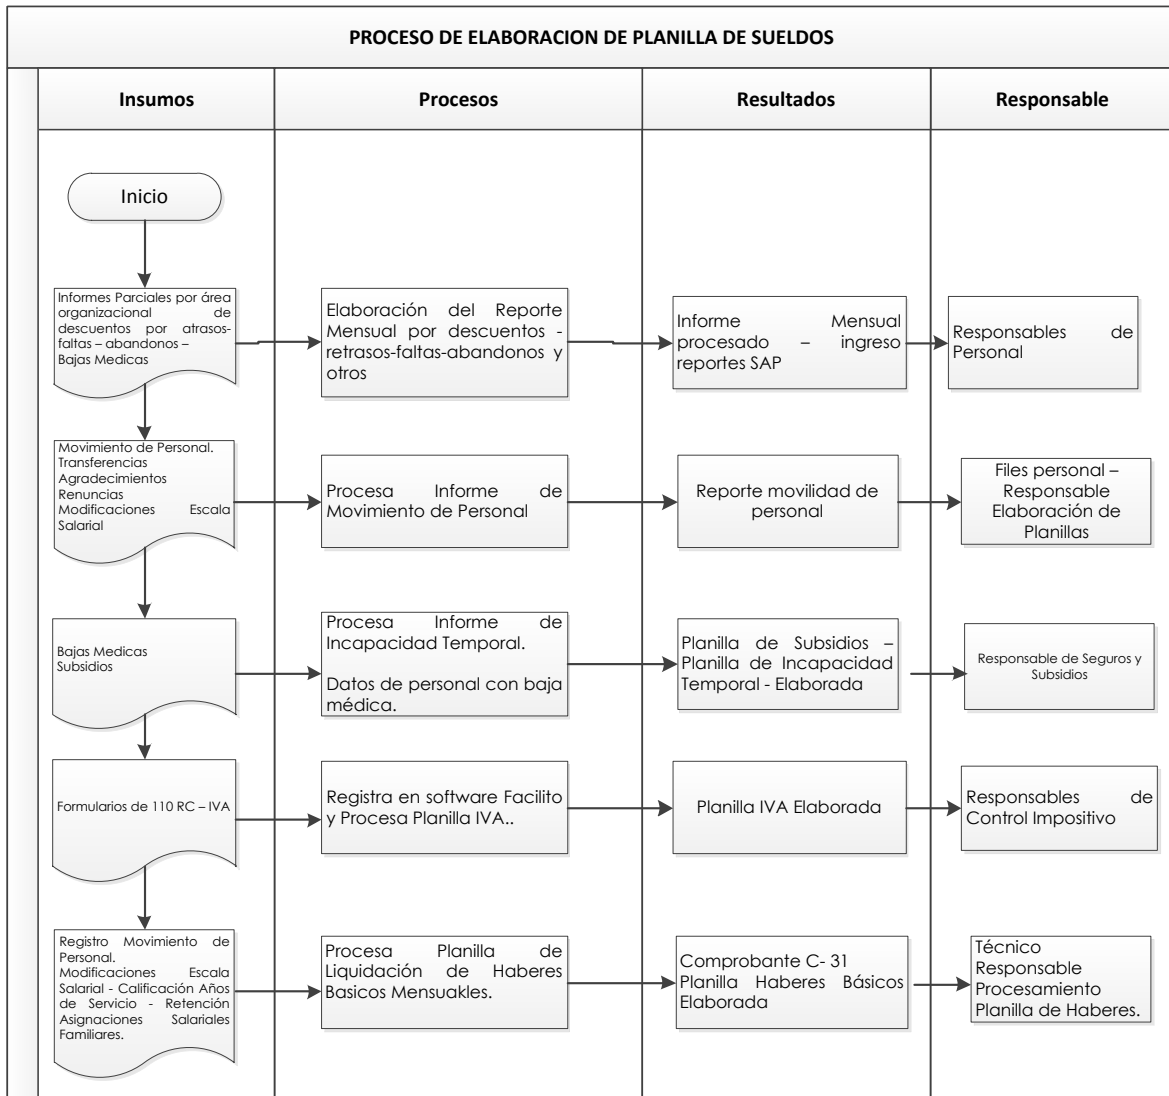 PROCESO DE ELABORACION DE PLANILLA DE SUELDOS
Insumos
Procesos
Resultados
Responsable
Inicio
Informes Parciales por área
organizacional de
descuentos por atrasos-
faltas – abandonos –
Bajas Medicas
Elaboración del Reporte
Mensual por descuentos -
retrasos-faltas-abandonos y
otros
Informe Mensual
procesado – ingreso
reportes SAP
Responsables de
Personal
Movimiento de Personal.
Transferencias
Agradecimientos
Renuncias
Modificaciones Escala
Salarial
Procesa Informe de
Movimiento de Personal
Reporte movilidad de
personal
Files personal –
Responsable
Elaboración de
Planillas
Bajas Medicas
Subsidios
Procesa Informe de
Incapacidad Temporal.
Datos de personal con baja
médica.
Planilla de Subsidios –
Planilla de Incapacidad
Temporal - Elaborada
Responsable de Seguros y
Subsidios
Formularios de 110 RC – IVA
Registra en software Facilito
y Procesa Planilla IVA..
Planilla IVA Elaborada
Responsables de
Control Impositivo
Registro Movimiento de
Personal.
Modificaciones Escala
Salarial - Calificación Años
de Servicio - Retención
Asignaciones Salariales
Familiares.
Procesa Planilla de
Liquidación de Haberes
Basicos Mensuakles.
Comprobante C- 31
Planilla Haberes Básicos
Elaborada
Técnico
Responsable
Procesamiento
Planilla de Haberes.